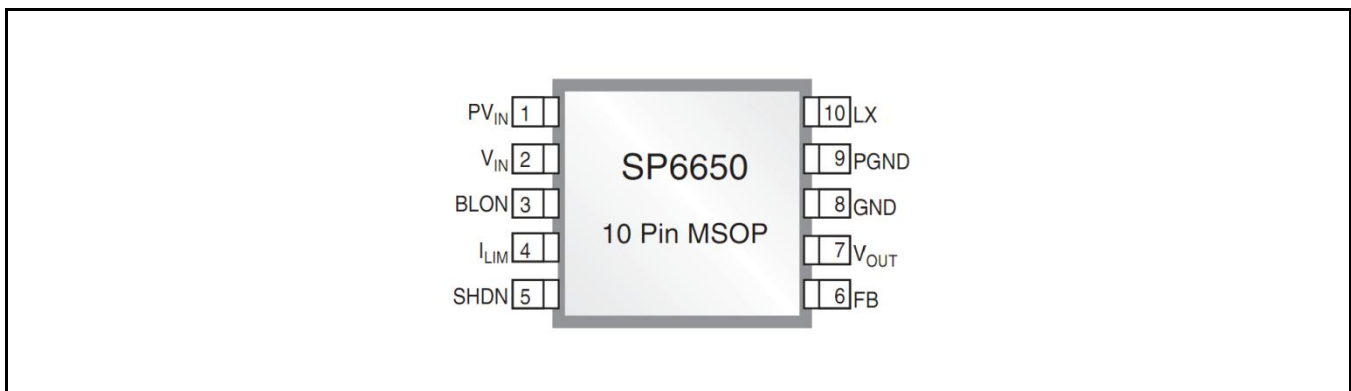 PVIN 1
VIN 2
BLON 3
ILIM 4
SHDN 5
SP6650
10 Pin MSOP
10 LX
9 PGND
8 GND
7 VOUT
6 FB